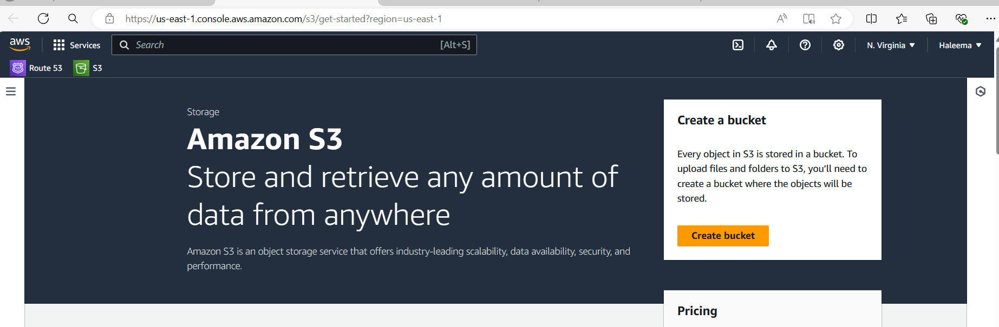 https://us-east-1.console.aws.amazon.com/s3/get-started?region=us-east-1
aws
Services
Search
[Alt+S]
N. Virginia
Haleema
Route 53
S3
Storage
Amazon S3
Store and retrieve any amount of
data from anywhere
Amazon S3 is an object storage service that offers industry-leading scalability, data availability, security, and
performance.
Create a bucket
Every object in S3 is stored in a bucket. To
upload files and folders to S3, you'll need to
create a bucket where the objects will be
stored.
Create bucket
Pricing